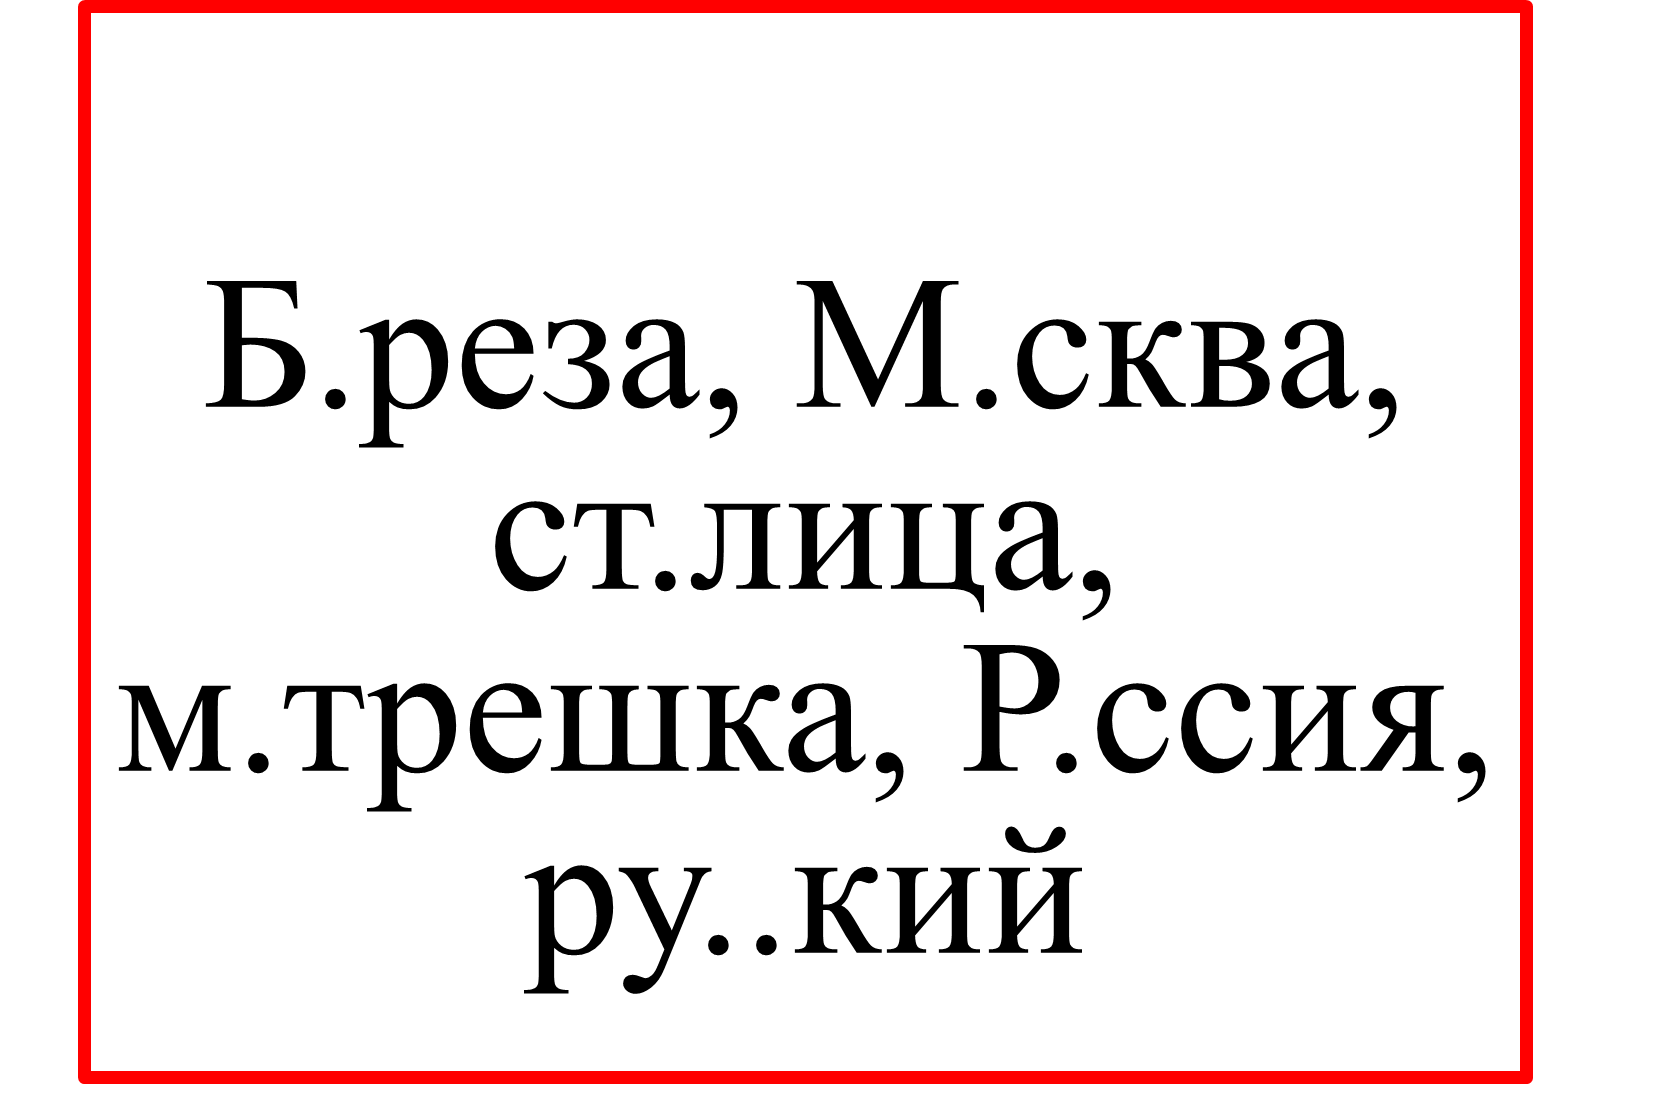 Б.реза, М.сква,
ст.лица,
м.трешка, Р.ссия,
ру..кий